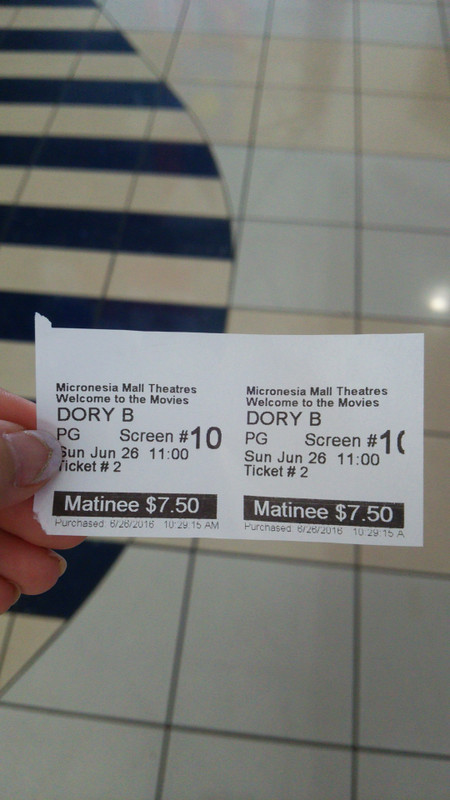 Micronesia Mall Theatres
Welcome to the Movies
DORY B
PG Screen #10
Sun Jun 26 11:00
Ticket # 2
Matinee $7.50
Purchased: 6/26/2016 10:29:15 AM
Micronesia Mall Theatres
Welcome to the Movies
DORY B
PG Screen #10
Sun Jun 26 11:00
Ticket # 2
Matinee $7.50
Purchased: 6/26/2016 10:29:15 A